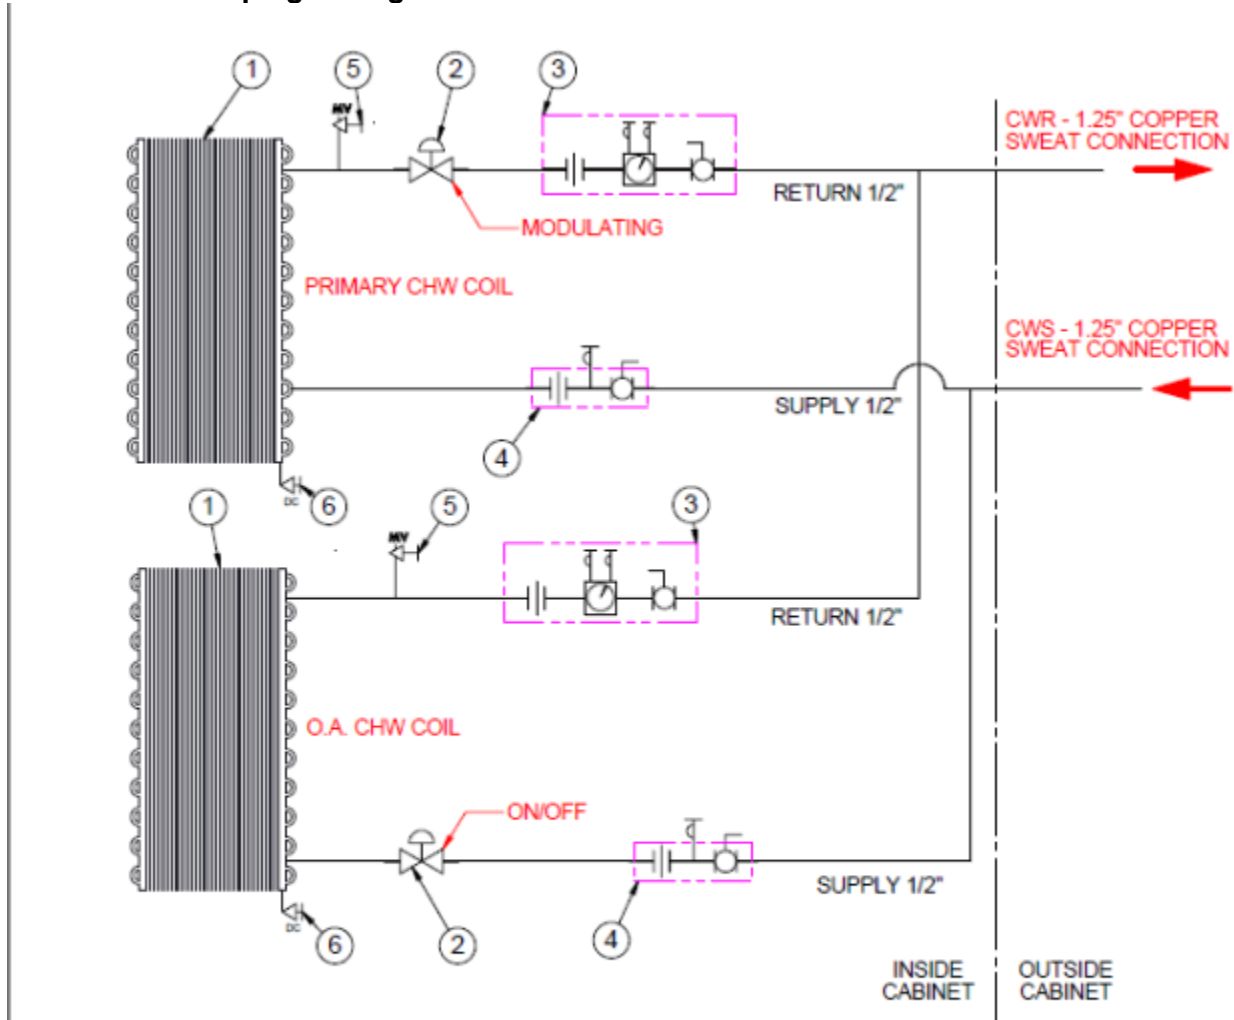 1
5
2
3
MV
CWR - 1.25" COPPER
SWEAT CONNECTION
RETURN 1/2"
MODULATING
PRIMARY CHW COIL
CWS - 1.25" COPPER
SWEAT CONNECTION
SUPPLY 1/2"
4
DC
6
1
5
3
MV
RETURN 1/2"
O.A. CHW COIL
ON/OFF
SUPPLY 1/2"
DC
6
2
4
INSIDE
CABINET
OUTSIDE
CABINET